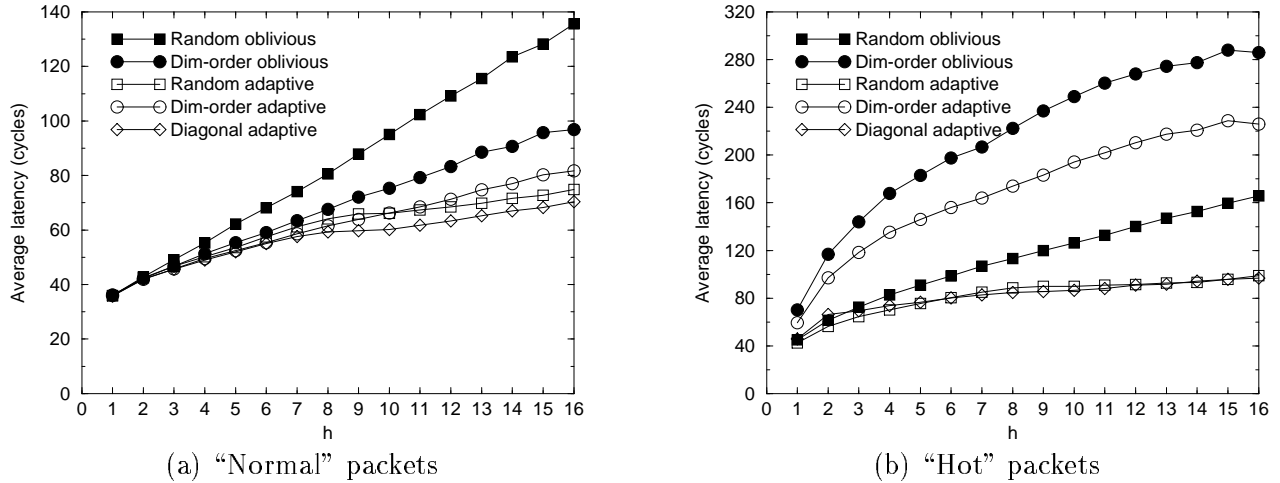 140
120
100
80
60
40
20
0
0 1 2 3 4 5 6 7 8 9 10 11 12 13 14 15 16
h
Average latency (cycles)
Random oblivious
Dim-order oblivious
Random adaptive
Dim-order adaptive
Diagonal adaptive
(a) “Normal” packets
320
280
240
200
160
120
80
40
0
0 1 2 3 4 5 6 7 8 9 10 11 12 13 14 15 16
h
Average latency (cycles)
Random oblivious
Dim-order oblivious
Random adaptive
Dim-order adaptive
Diagonal adaptive
(b) “Hot” packets